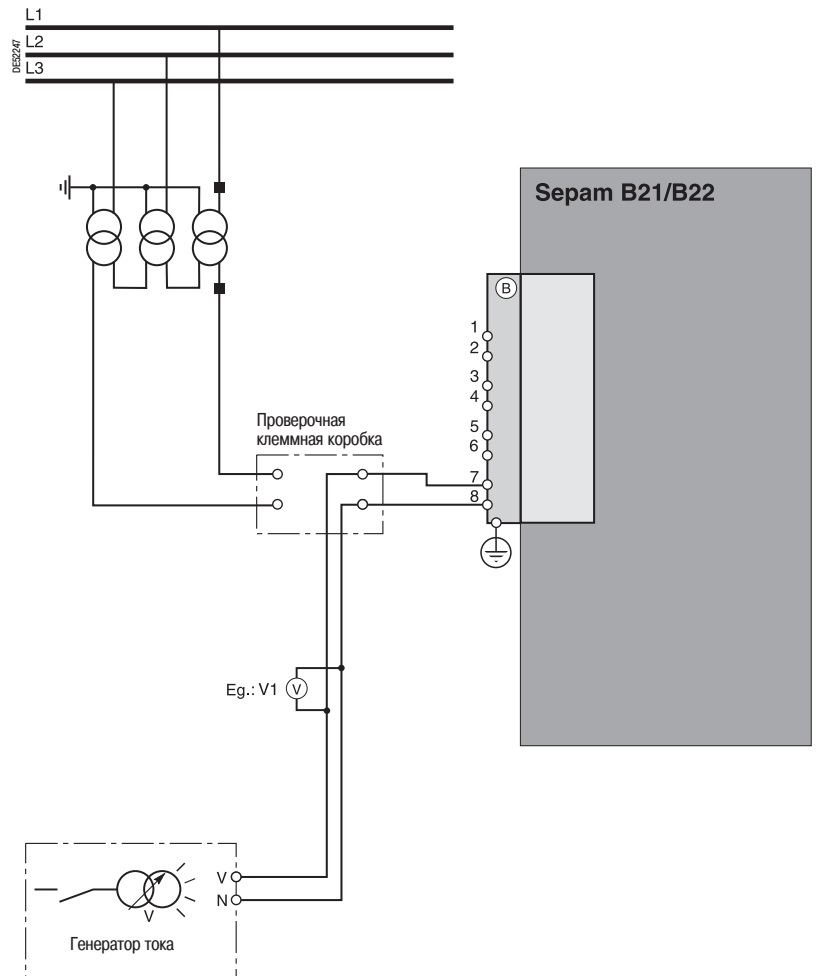 L1
L2
L3
DE52247
Sepam B21/B22
B
1
2
3
4
5
6
7
8
Проверочная
клеммная коробка
Eg.: V1
V
V
N
V
Генератор тока